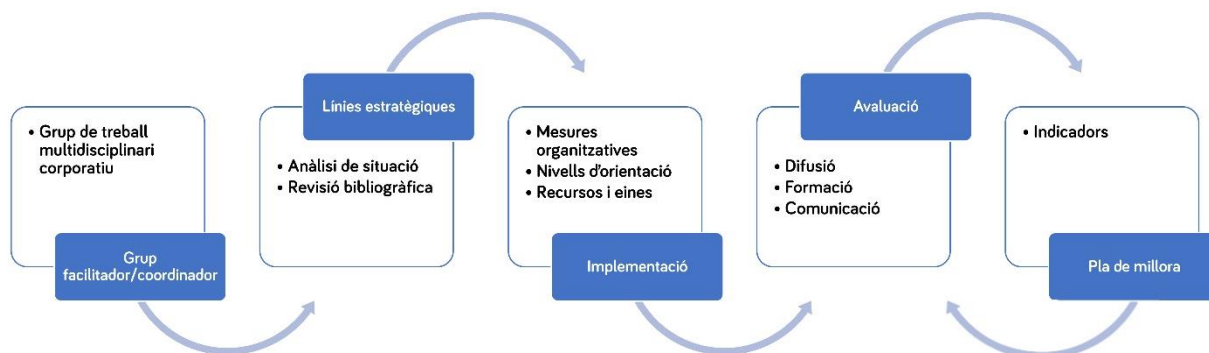 • Grup de treball
multidisciplinari
corporatiu
Grup
facilitador/coordinador
Línies estratègiques
• Anàlisi de situació
• Revisió bibliogràfica
• Mesures
organitzatives
• Nivells d'orientació
• Recursos i eines
Implementació
Avaluació
• Difusió
• Formació
• Comunicació
• Indicadors
Pla de millora